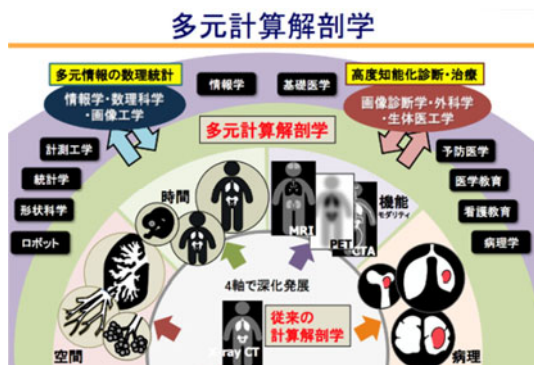 多元計算解剖学
多元情報の数理統計
情報学・数理科学
・画像工学
情報学
基礎医学
高度知能化診断・治療
画像診断学・外科学
・生体医工学
多元計算解剖学
計測工学
統計学
形状科学
ロボット
予防医学
医学教育
看護教育
病理学
時間
機能
モダリティ
MRI
PET
CTA
4軸で深化発展
従来の
計算解剖学
X-ray CT
空間
病理